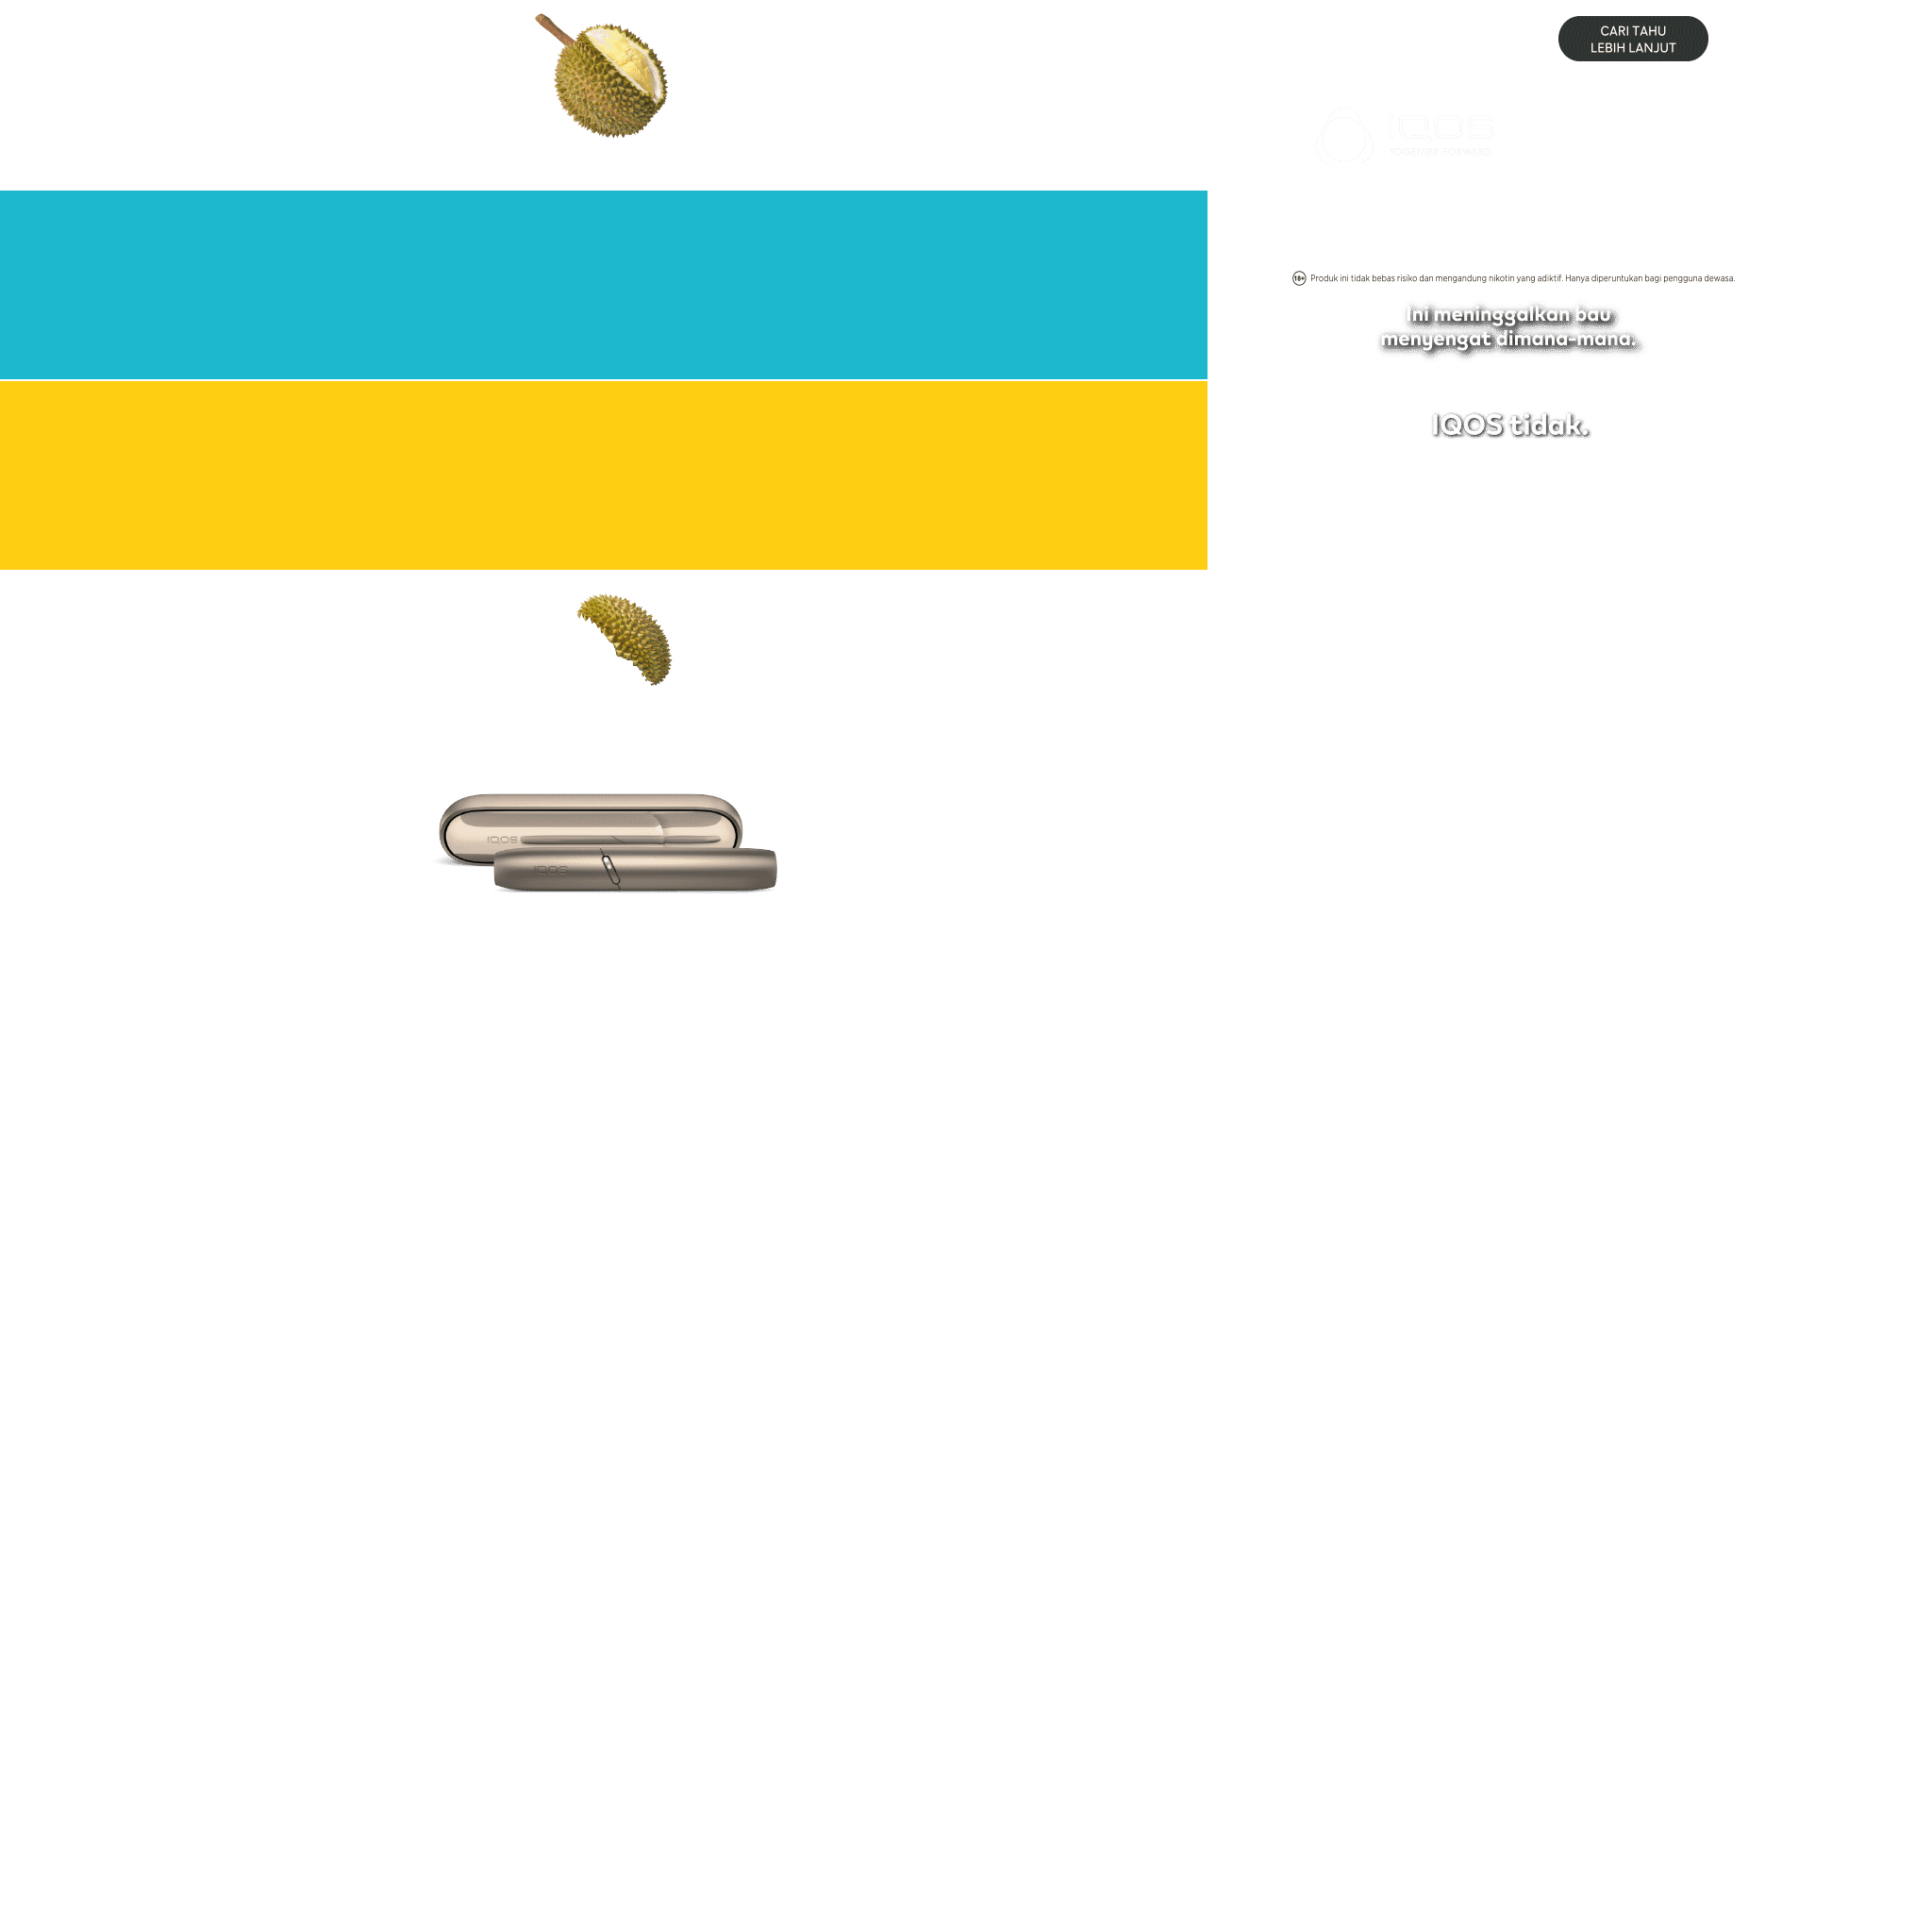 CARI TAHU
LEBIH LANJUT
IQOS
TOGETHER. FORWARD.
18+ Produk ini tidak bebas risiko dan mengandung nikotin yang adiktif. Hanya diperuntukan bagi pengguna dewasa.
Ini meninggalkan bau
menyengat dimana-mana.
IQOS tidak.
IQOS
IQOS